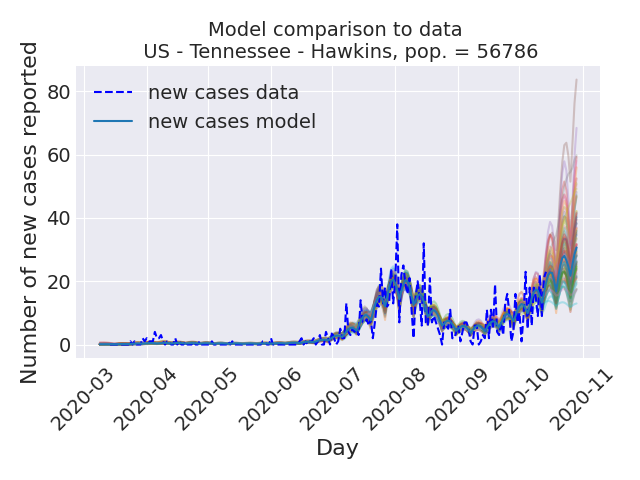 Model comparison to data
US - Tennessee - Hawkins, pop. = 56786
Number of new cases reported
80
60
40
20
0
new cases data
new cases model
2020-03
2020-04
2020-05
2020-06
2020-07
2020-08
2020-09
2020-10
2020-11
Day